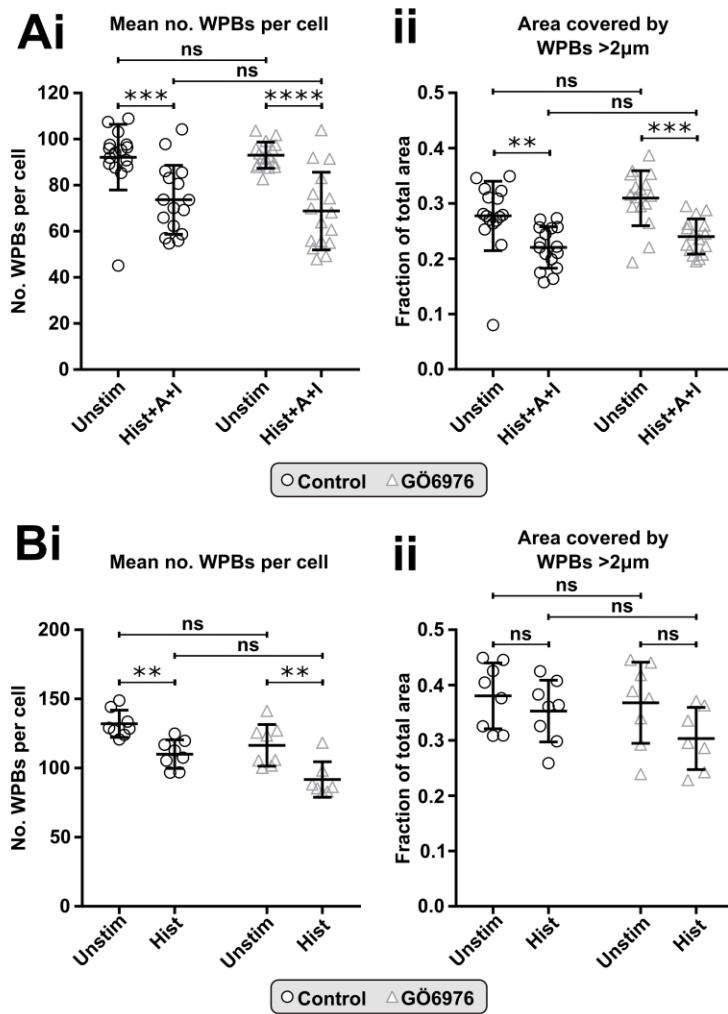 Ai
Mean no. WPBs per cell
ns
ns
*** ****
No. WPBs per cell
120
100
80
60
40
20
0
Unstim
Hist+A+I
Unstim
Hist+A+I
ii
Area covered by
WPBs >2µm
ns
ns
** ***
Fraction of total area
0.5
0.4
0.3
0.2
0.1
0.0
Unstim
Hist+A+I
Unstim
Hist+A+I
Control GÖ6976
Bi
Mean no. WPBs per cell
ns
ns
** **
No. WPBs per cell
200
150
100
50
0
Unstim
Hist
Unstim
Hist
ii
Area covered by
WPBs >2µm
ns
ns
ns ns
Fraction of total area
0.5
0.4
0.3
0.2
0.1
0.0
Unstim
Hist
Unstim
Hist
Control GÖ6976